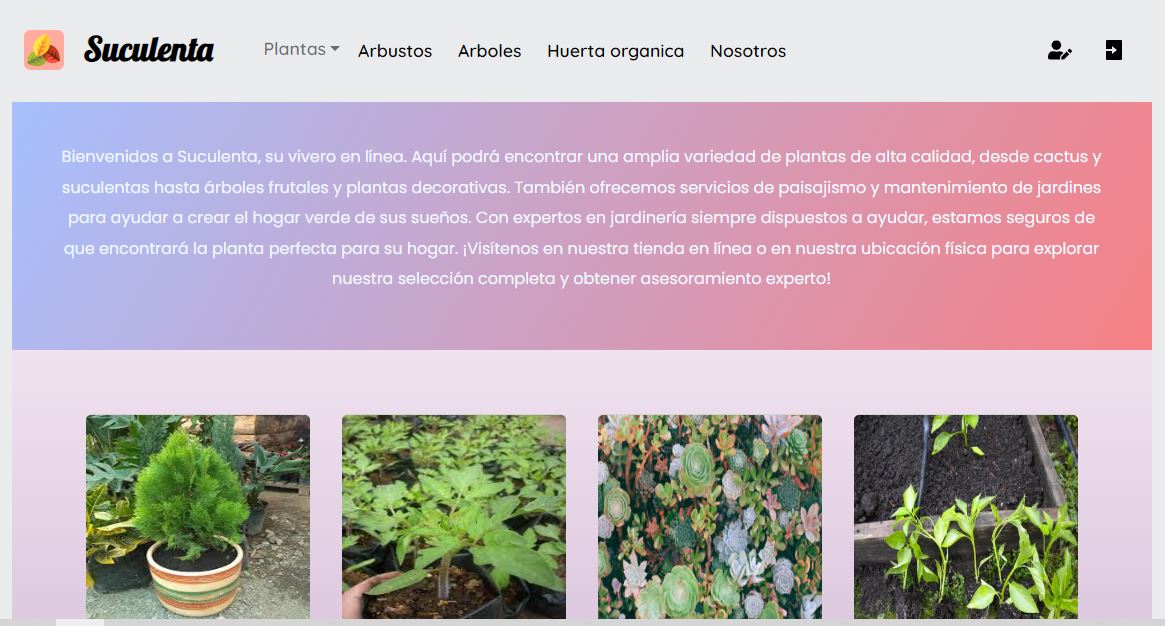 Suculenta
Plantas
Arbustos
Arboles
Huerta organica
Nosotros
Bienvenidos a Suculenta, su vivero en línea. Aquí podrá encontrar una amplia variedad de plantas de alta calidad, desde cactus y
suculentas hasta árboles frutales y plantas decorativas. También ofrecemos servicios de paisajismo y mantenimiento de jardines
para ayudar a crear el hogar verde de sus sueños. Con expertos en jardinería siempre dispuestos a ayudar, estamos seguros de
que encontrará la planta perfecta para su hogar. ¡Visítenos en nuestra tienda en línea o en nuestra ubicación física para explorar
nuestra selección completa y obtener asesoramiento experto!